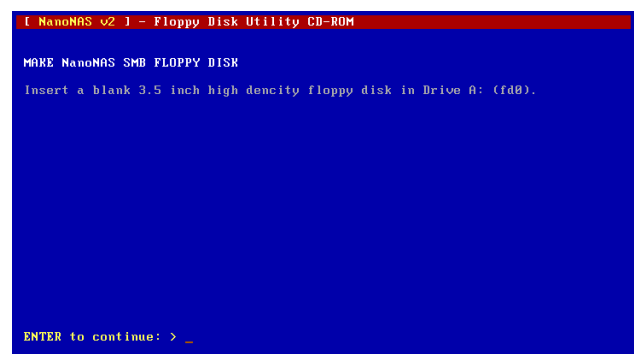 [ NanoNAS v2 ] - Floppy Disk Utility CD-ROM
MAKE NanoNAS SMB FLOPPY DISK
Insert a blank 3.5 inch high dencity floppy disk in Drive A: (fd0).
ENTER to continue: > _